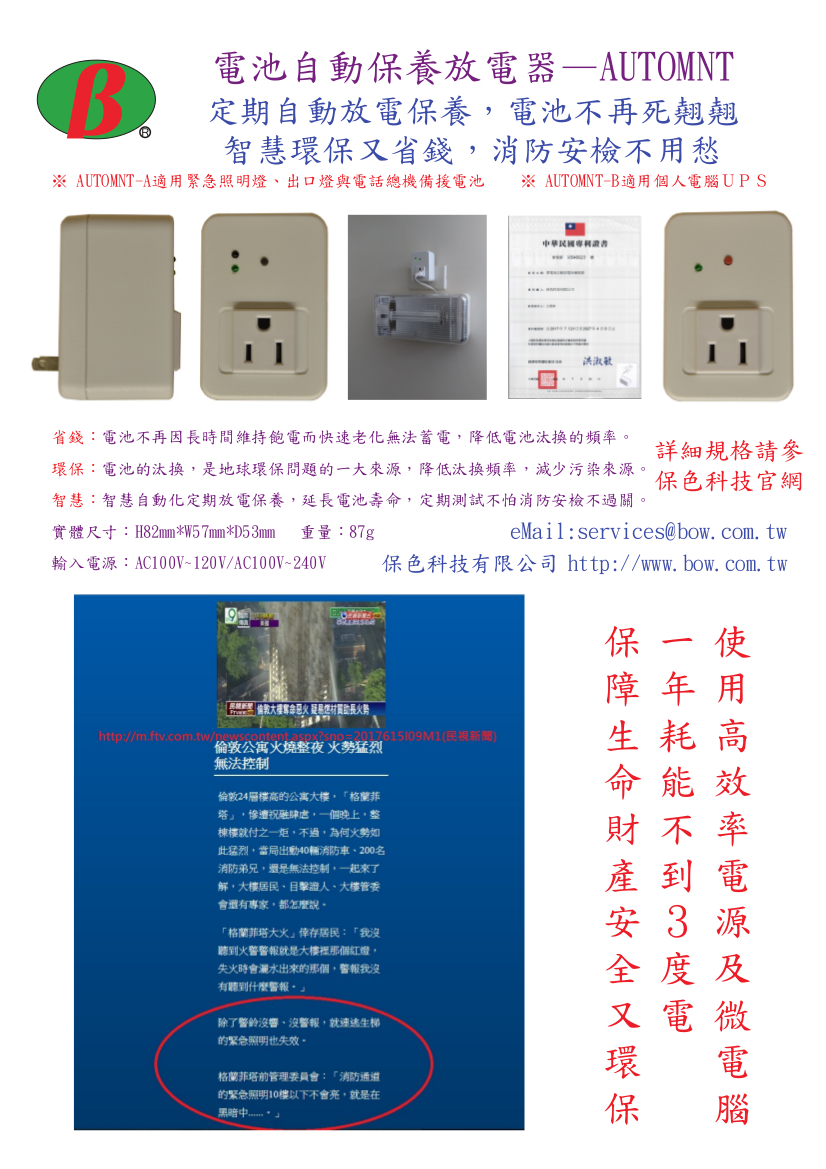 電池自動保養放電器—AUTOMNT
定期自動放電保養，電池不再死翹翹
智慧環保又省錢，消防安檢不用愁
B®
※ AUTOMNT-A適用緊急照明燈、出口燈與電話總機備援電池
※ AUTOMNT-B適用個人電腦ＵＰＳ
中華民國專利證書
洪淑敏
省錢：電池不再因長時間維持飽電而快速老化無法蓄電，降低電池汰換的頻率。
環保：電池的汰換，是地球環保問題的一大來源，降低汰換頻率，減少污染來源。
智慧：智慧自動化定期放電保養，延長電池壽命，定期測試不怕消防安檢不過關。
詳細規格請參
保色科技官網
實體尺寸：H82mm*W57mm*D53mm 重量：87g
eMail:services@bow.com.tw
輸入電源：AC100V~120V/AC100V~240V
保色科技有限公司 http://www.bow.com.tw
民視新聞
倫敦大樓奪命惡火 疑易燃材質助長火勢
http://m.ftv.com.tw/newscontent.aspx?sno=2017615I09M1(民視新聞)
倫敦公寓火燒整夜 火勢猛烈
無法控制
倫敦24層樓高的公寓大樓，「格蘭菲
塔」，慘遭祝融肆虐，一個晚上，整
棟樓就付之一炬，不過，為何火勢如
此猛烈，當局出動40輛消防車、200名
消防弟兄，還是無法控制，一起來了
解，大樓居民、目擊證人、大樓管委
會還有專家，都怎麼說。
「格蘭菲塔大火」倖存居民：「我沒
聽到火警警報就是大樓裡那個紅燈，
失火時會灑水出來的那個，警報我沒
有聽到什麼警報。」
除了警鈴沒響、沒警報，就連逃生梯
的緊急照明也失效。
格蘭菲塔前管理委員會：「消防通道
的緊急照明10樓以下不會亮，就是在
黑暗中……。」
使用高效率電源及微電腦
一年耗能不到３度電
保障生命財產安全又環保